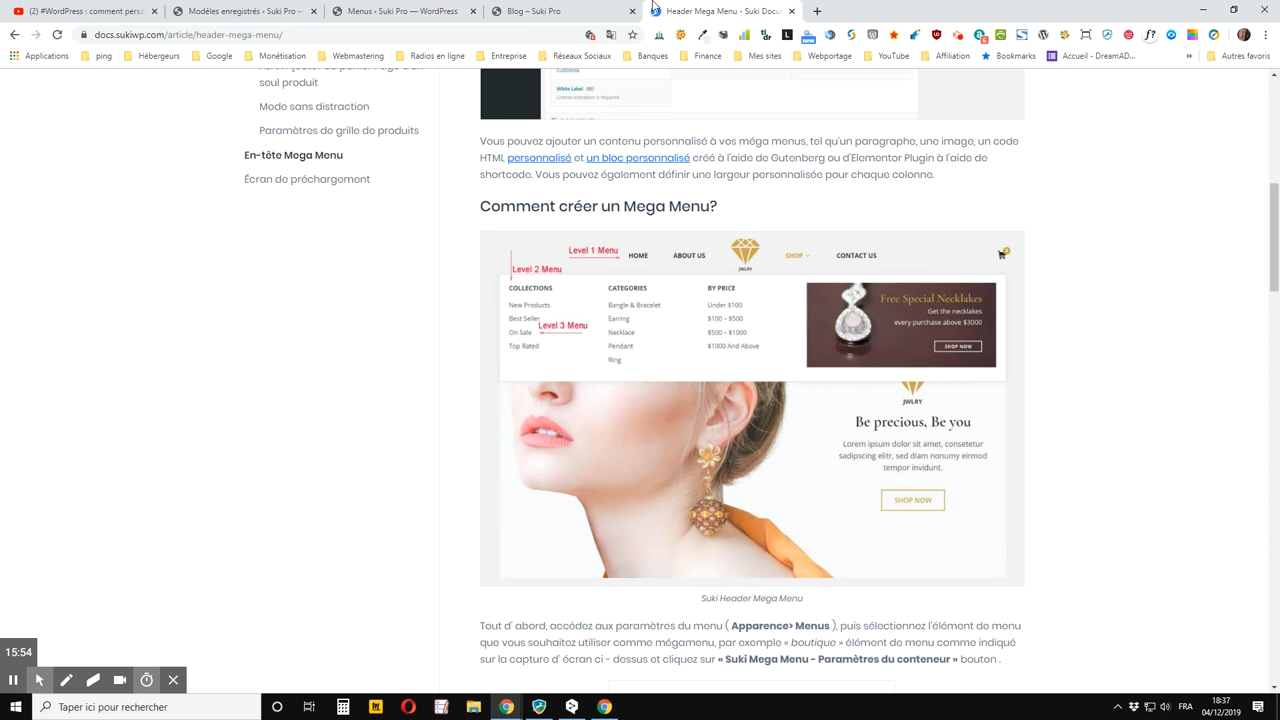 (2) #WordPress : comment perso
Modèles enregistrés ‹ WordPress
Suki Pro — WordPress
Blog - Suki Pro
Header Mega Menu - Suki Docu
docs.sukiwp.com/article/header-mega-menu/
Applications
ping
Hébergeurs
Google
Monétisation
Webmastering
Radios en ligne
Entreprise
Réseaux Sociaux
Banques
Finance
Mes sites
Webportage
YouTube
Affiliation
Bookmarks
Accueil - DreamAD...
»
Autres favoris
seul produit
Mode sans distraction
Paramètres de grille de produits
En-tête Mega Menu
Écran de préchargement
Customize
White Label
License activation is required
Vous pouvez ajouter un contenu personnalisé à vos méga menus, tel qu'un paragraphe, une image, un code
HTML personnalisé et un bloc personnalisé créé à l'aide de Gutenberg ou d'Elementor Plugin à l'aide de
shortcode. Vous pouvez également définir une largeur personnalisée pour chaque colonne.
Comment créer un Mega Menu?
Level 1 Menu
HOME
ABOUT US
JWLRY
SHOP
CONTACT US
Level 2 Menu
COLLECTIONS
CATEGORIES
BY PRICE
New Products
Bangle & Bracelet
Under $100
Best Seller
Earring
$100 – $500
On Sale
Level 3 Menu
Necklace
$500 – $1000
Top Rated
Pendant
$1000 And Above
Ring
Free Special Necklakes
Get the necklakes
every purchase above $3000
SHOP NOW
JWLRY
Be precious, Be you
Lorem ipsum dolor sit amet, consetetur
sadipscing elitr, sed diam nonumy eirmod
tempor invidunt.
SHOP NOW
Suki Header Mega Menu
Tout d' abord, accédez aux paramètres du menu ( Apparence> Menus ), puis sélectionnez l'élément de menu
que vous souhaitez utiliser comme mégamenu, par exemple « boutique » élément de menu comme indiqué
sur la capture d' écran ci - dessus et cliquez sur « Suki Mega Menu - Paramètres du conteneur » bouton .
15:54
Taper ici pour rechercher
FRA
18:37
04/12/2019